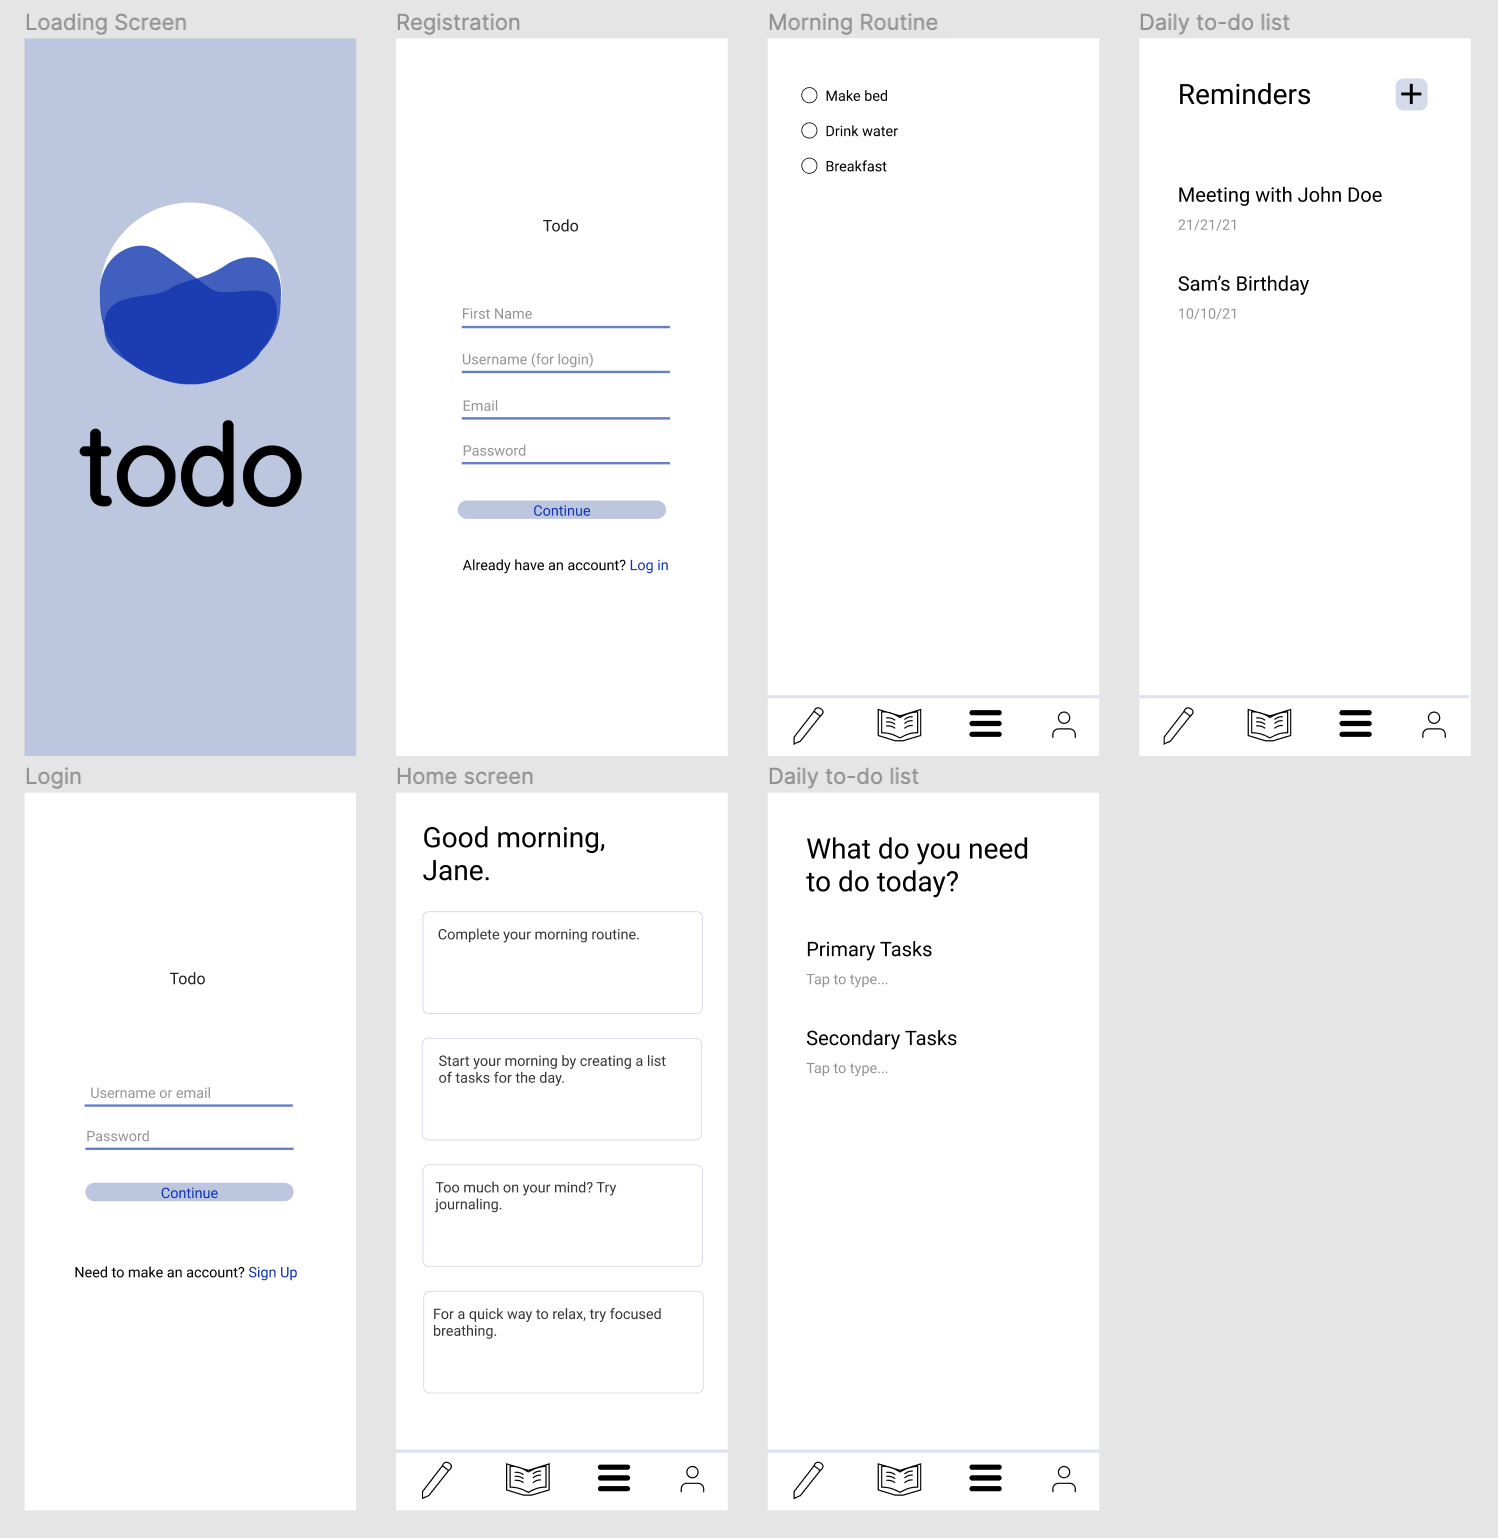 Loading Screen
todo
Registration
Todo
First Name
Username (for login)
Email
Password
Continue
Already have an account? Log in
Morning Routine
Make bed
Drink water
Breakfast
Daily to-do list
Reminders
+
Meeting with John Doe
21/21/21
Sam’s Birthday
10/10/21
Login
Todo
Username or email
Password
Continue
Need to make an account? Sign Up
Home screen
Good morning,
Jane.
Complete your morning routine.
Start your morning by creating a list
of tasks for the day.
Too much on your mind? Try
journaling.
For a quick way to relax, try focused
breathing.
Daily to-do list
What do you need
to do today?
Primary Tasks
Tap to type...
Secondary Tasks
Tap to type...